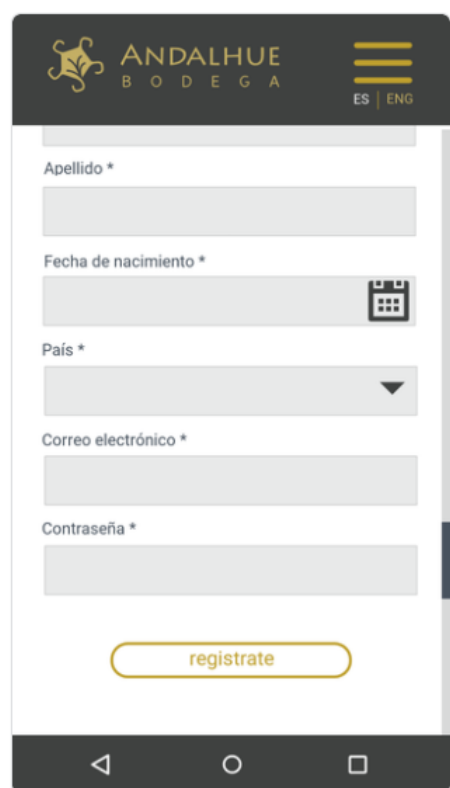 ANDALHUE
BODEGA
ES | ENG
Apellido *
Fecha de nacimiento *
País *
Correo electrónico *
Contraseña *
registrate